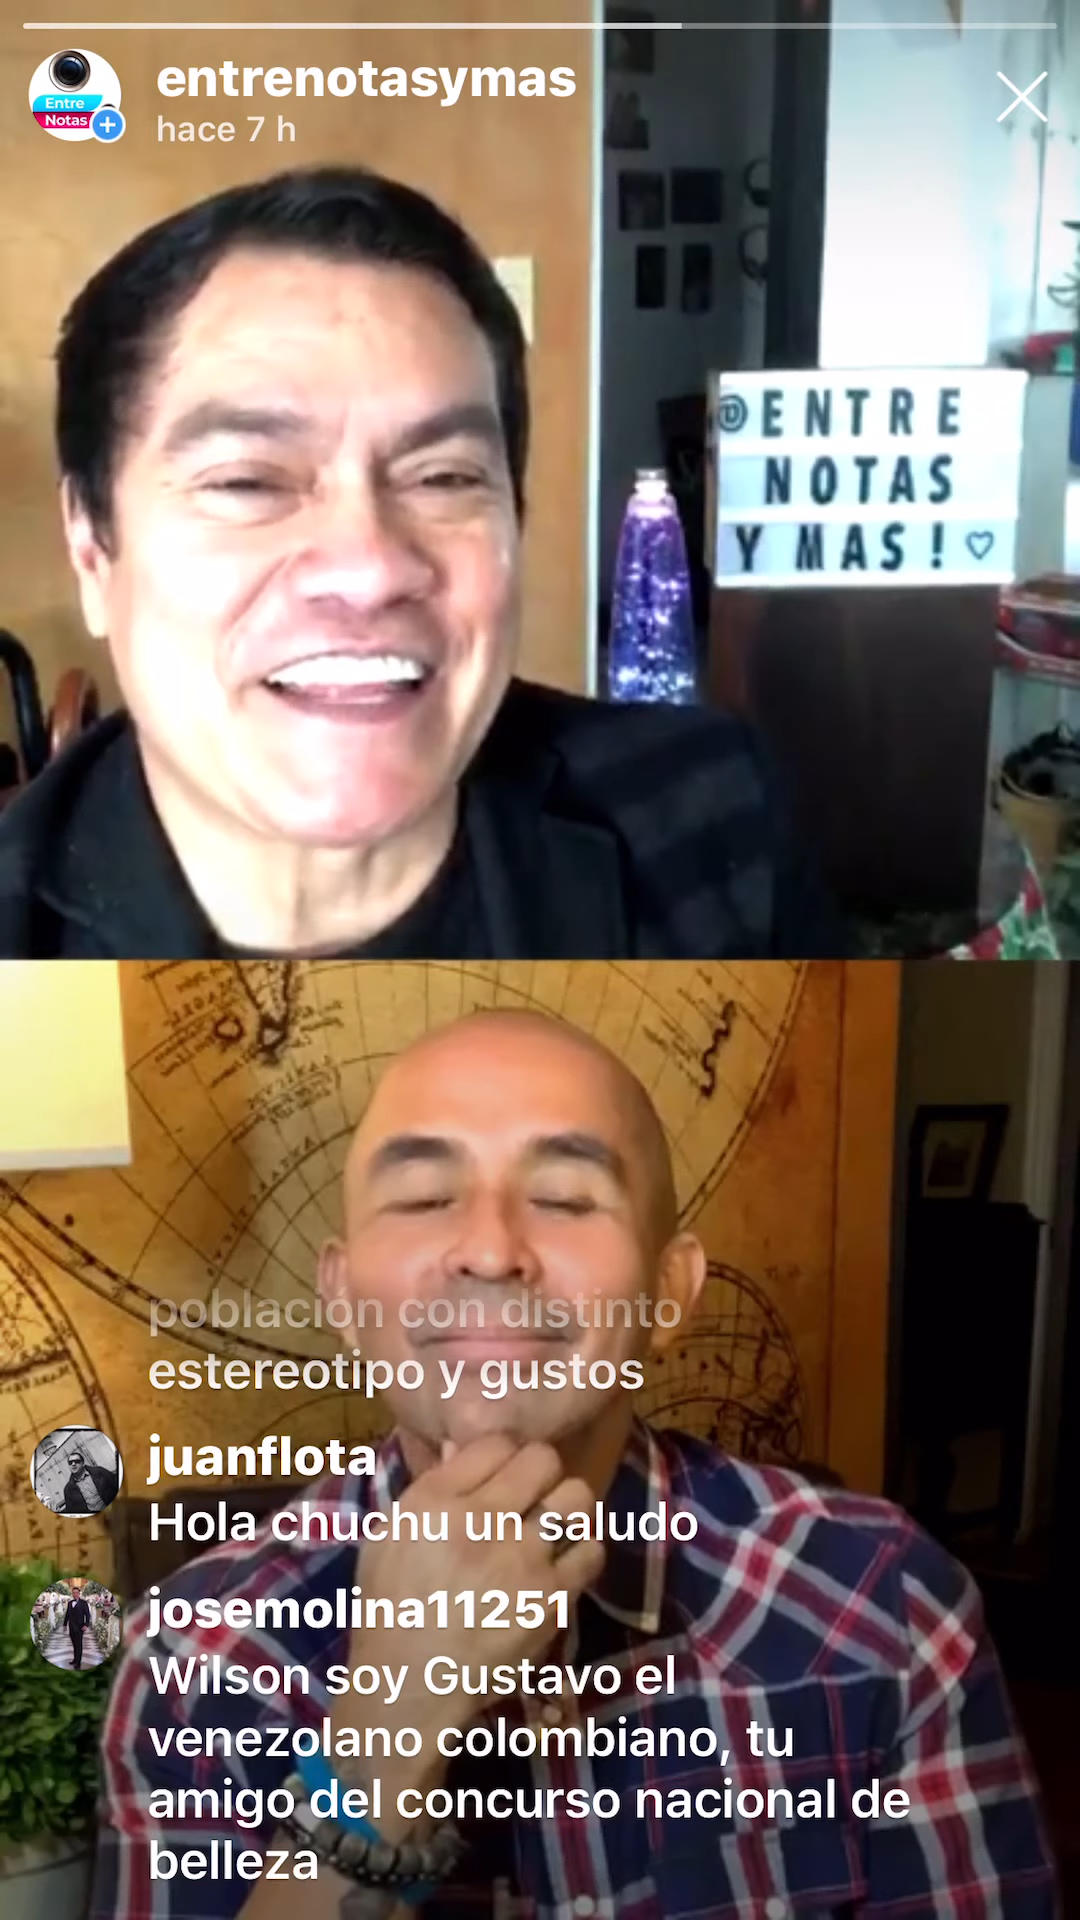 entrenotasymas
hace 7 h
Entre
Notas
@ENTRE
NOTAS
Y MAS! ♡
población con distinto
estereotipo y gustos
juanflota
Hola chuchu un saludo
josemolina11251
Wilson soy Gustavo el
venezolano colombiano, tu
amigo del concurso nacional de
belleza